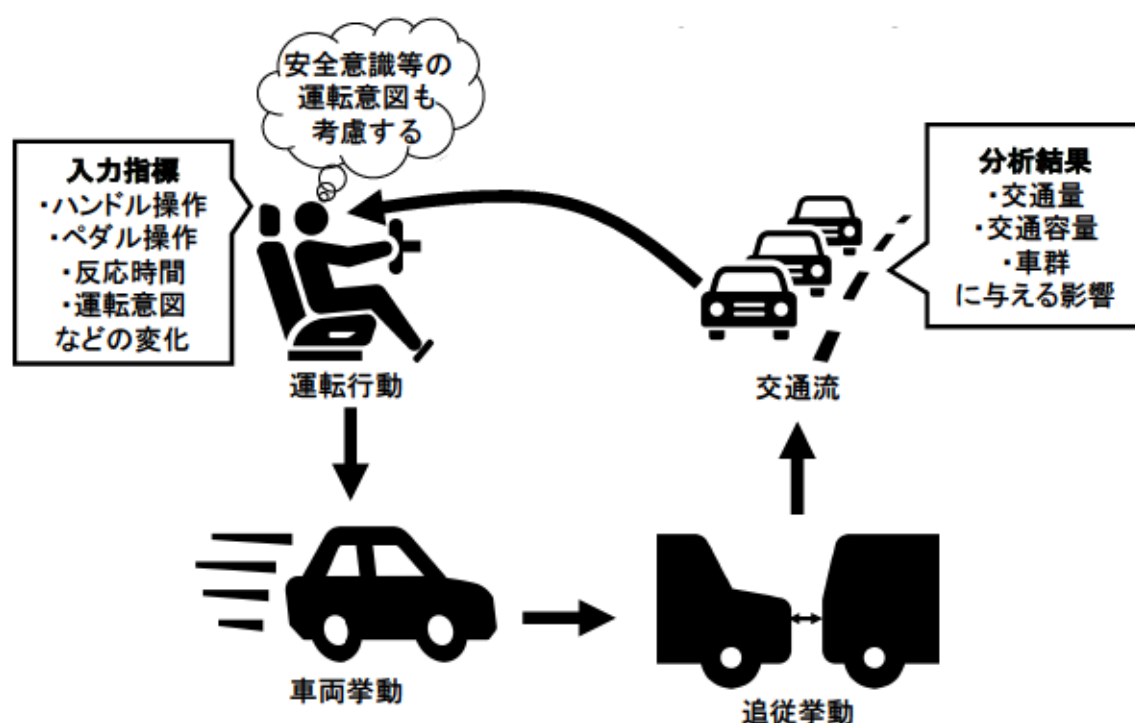 安全意識等の
運転意図も
考慮する
入力指標
・ハンドル操作
・ペダル操作
・反応時間
・運転意図
などの変化
分析結果
・交通量
・交通容量
・車群
に与える影響
運転行動
交通流
車両挙動
追従挙動